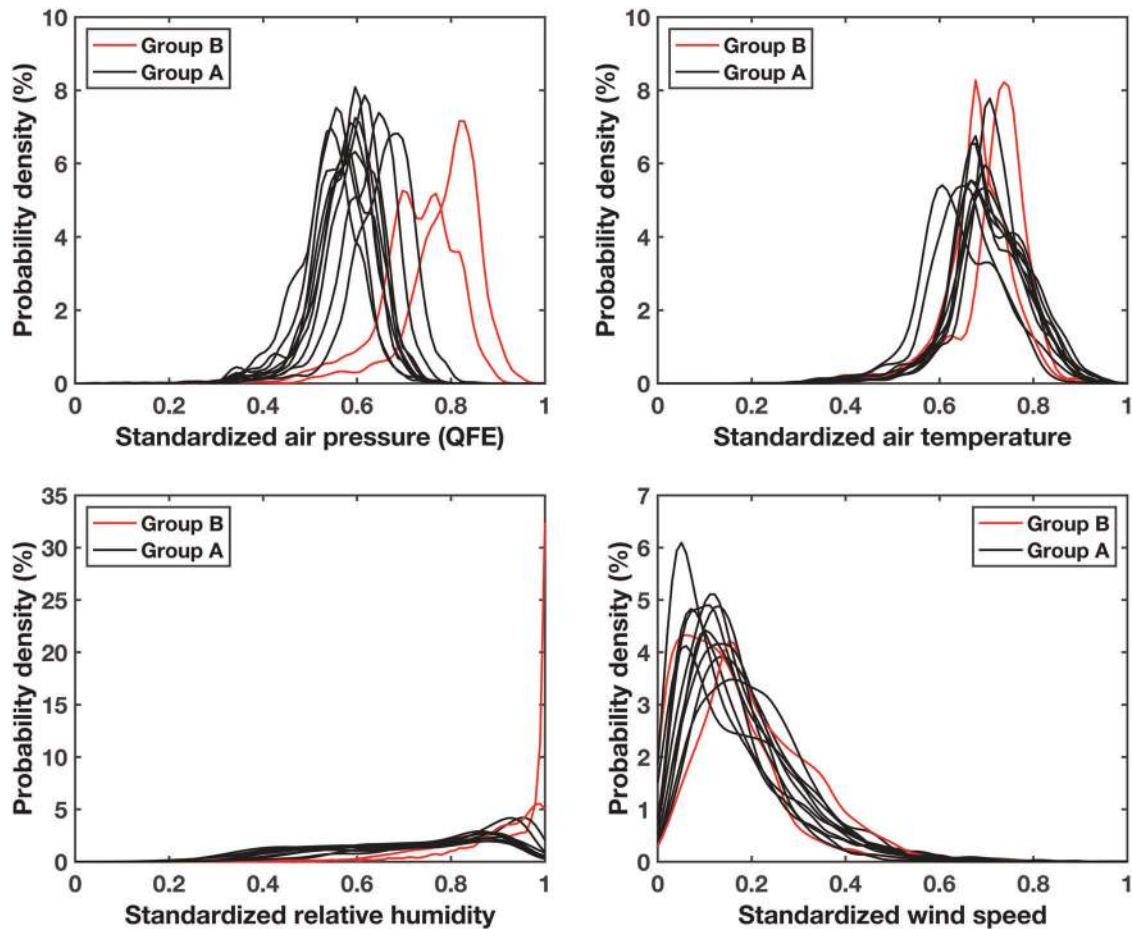 10
8
6
4
2
0
Probability density (%)
Group B
Group A
0 0.2 0.4 0.6 0.8 1
Standardized air pressure (QFE)
10
8
6
4
2
0
Probability density (%)
Group B
Group A
0 0.2 0.4 0.6 0.8 1
Standardized air temperature
35
30
25
20
15
10
5
0
Probability density (%)
Group B
Group A
0 0.2 0.4 0.6 0.8 1
Standardized relative humidity
7
6
5
4
3
2
1
0
Probability density (%)
Group B
Group A
0 0.2 0.4 0.6 0.8 1
Standardized wind speed